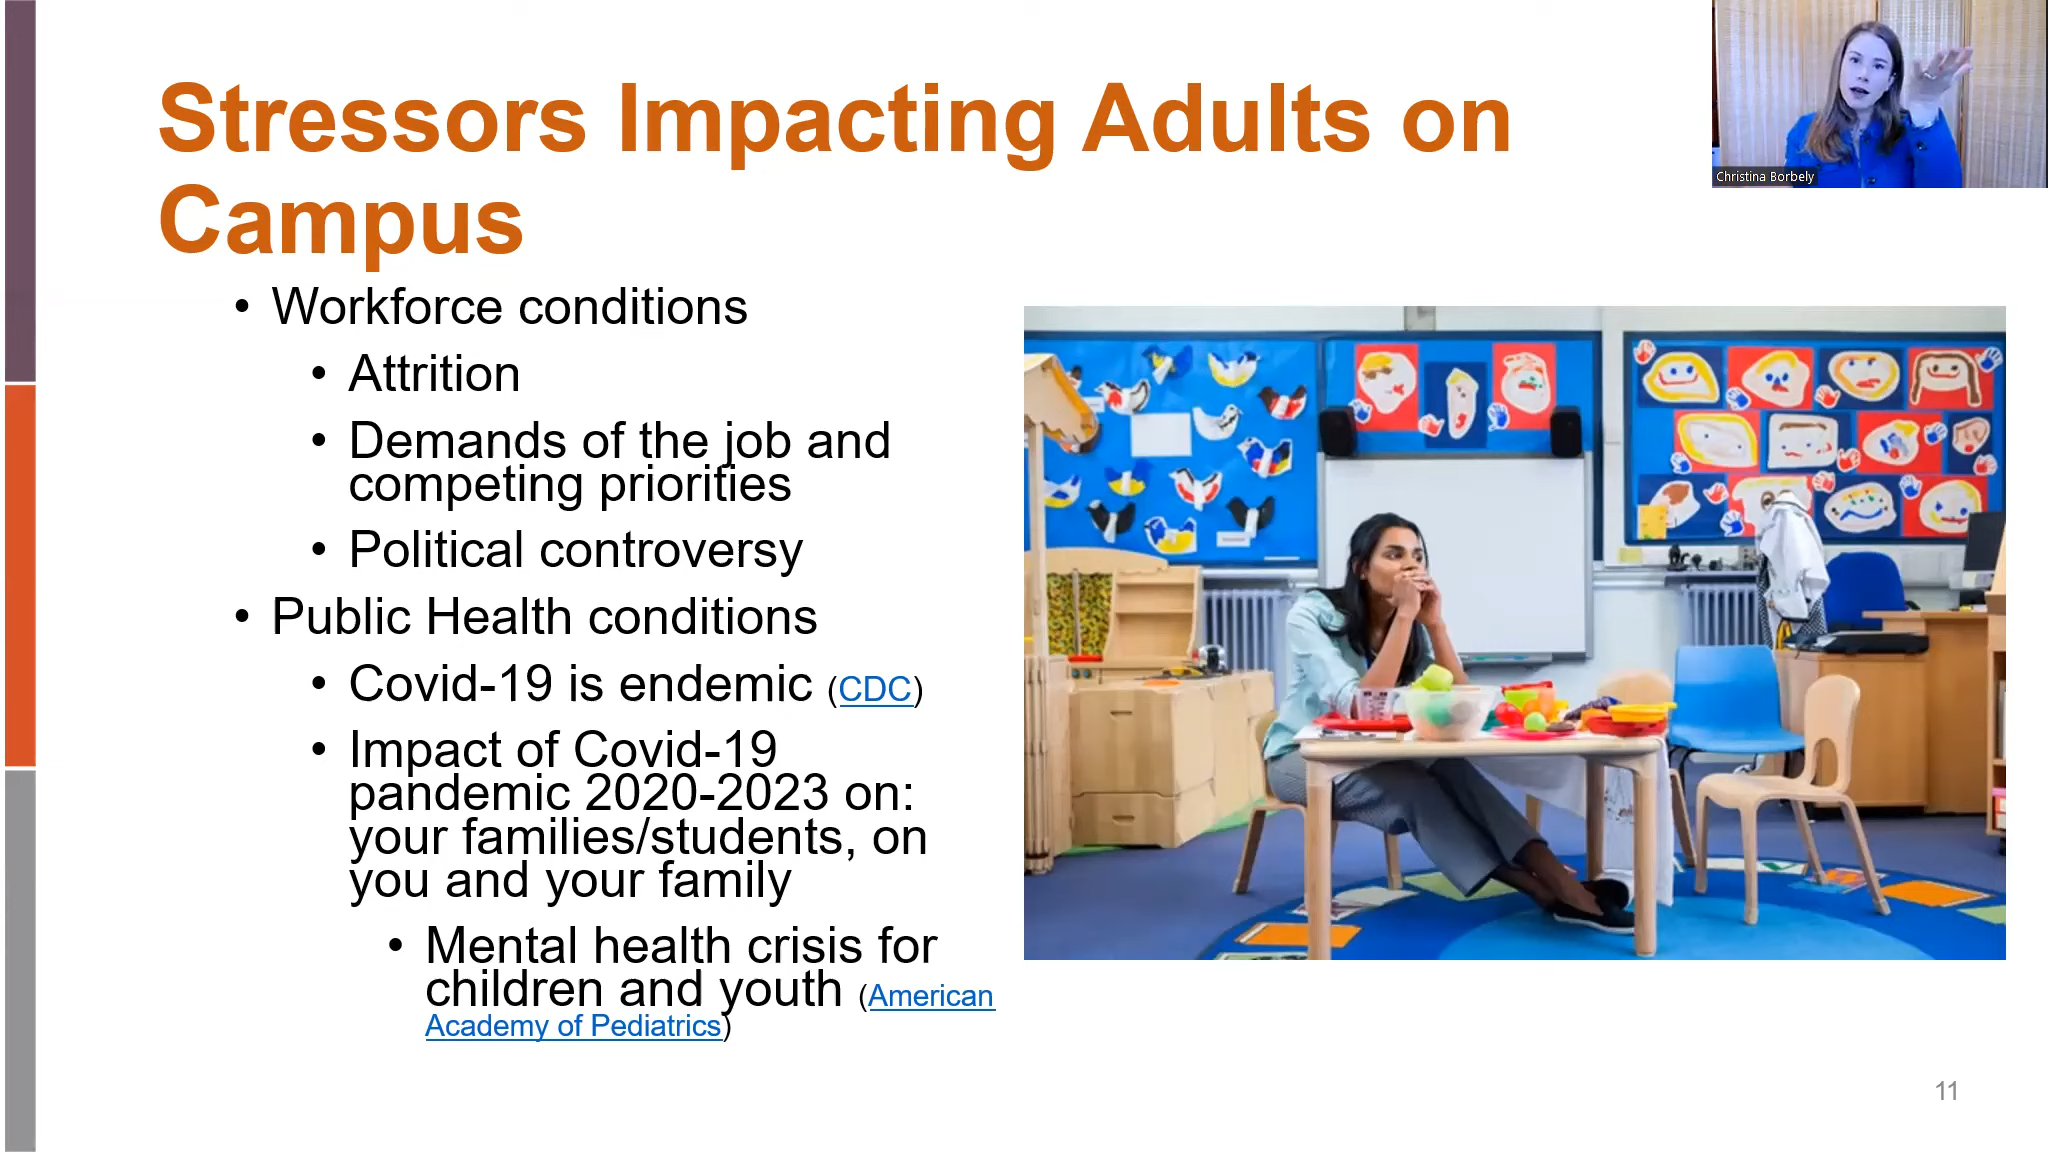 Stressors Impacting Adults on
Campus
Christina Borbely
• Workforce conditions
• Attrition
• Demands of the job and
competing priorities
• Political controversy
• Public Health conditions
• Covid-19 is endemic (CDC)
• Impact of Covid-19
pandemic 2020-2023 on:
your families/students, on
you and your family
• Mental health crisis for
children and youth (American
Academy of Pediatrics)
11